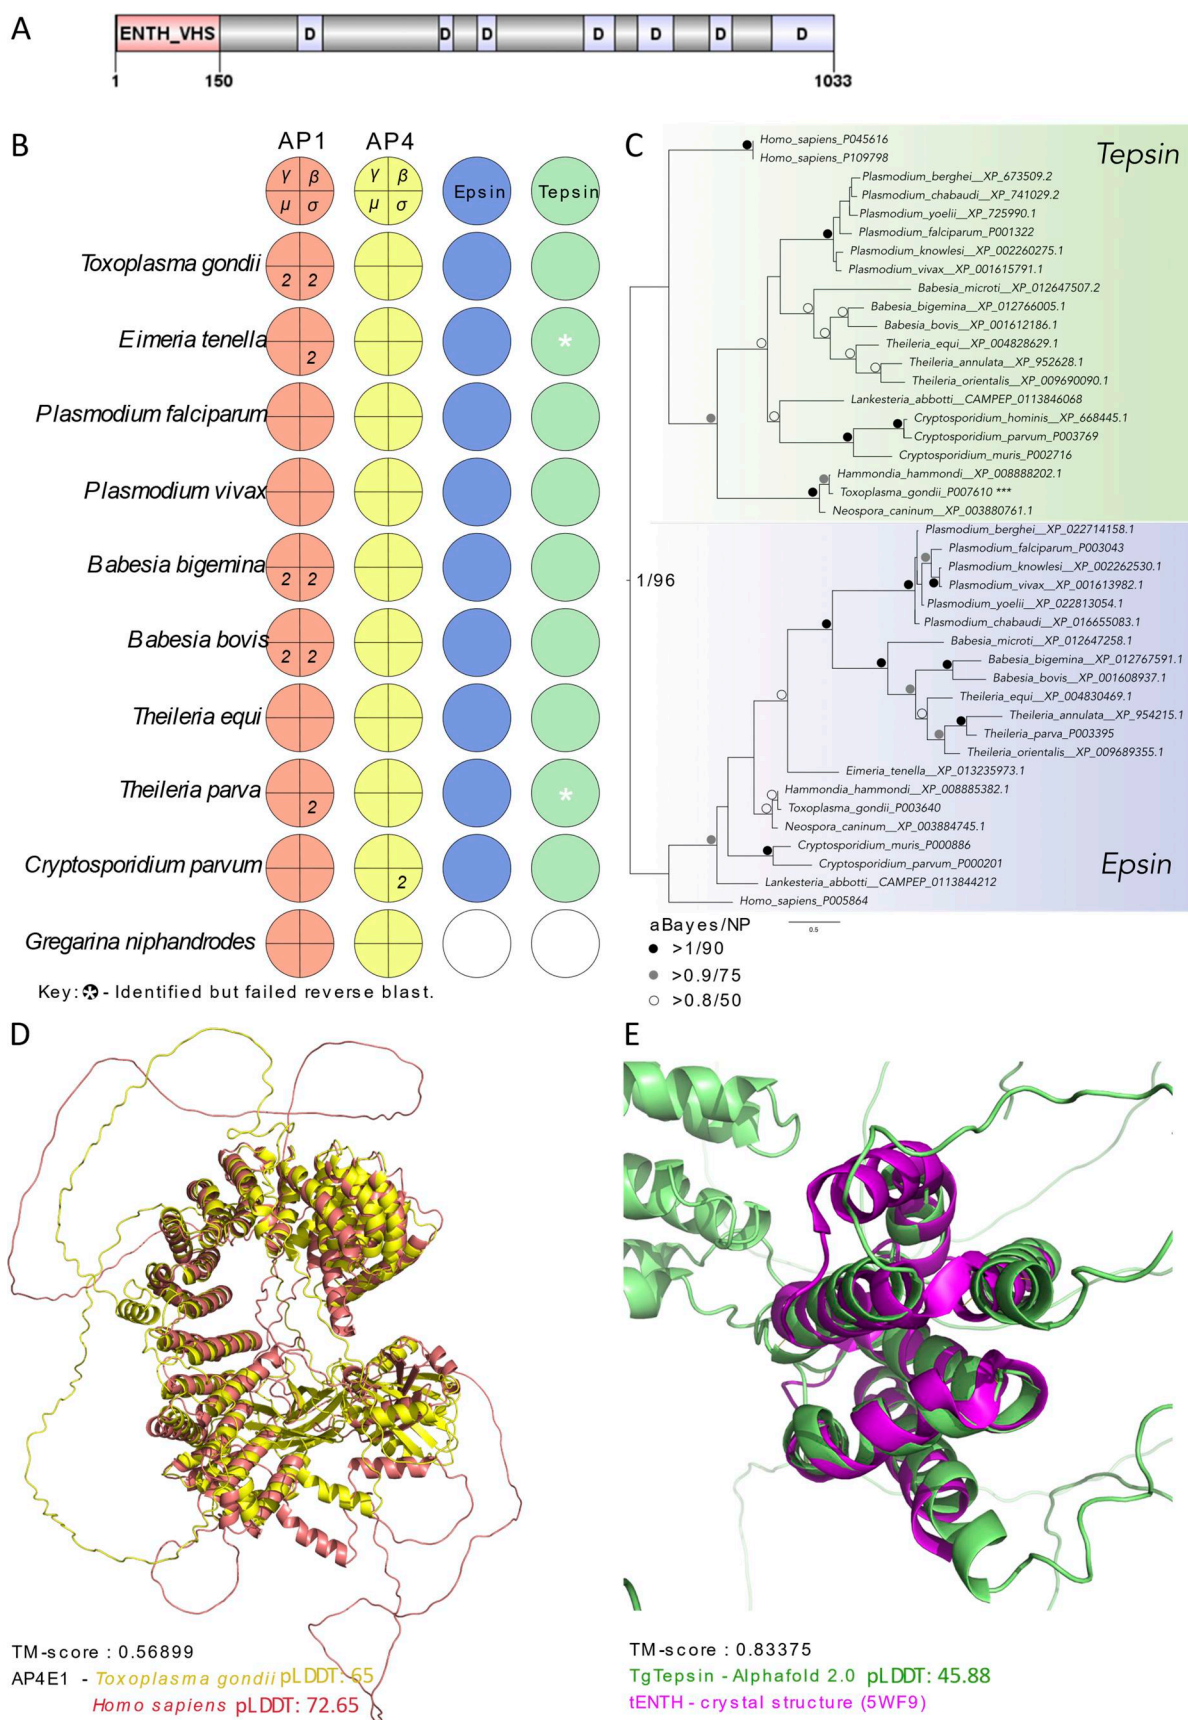 A
ENTH_VHS D D D D D D D
1 150 1033
B
AP1 AP4
γ β μ σ
γ β μ σ
Epsin
Tepsin
Toxoplasma gondii
2 2
Eimeria tenella
2 *
Plasmodium falciparum
Plasmodium vivax
Babesia bigemina
2 2
Babesia bovis
2 2
Theileria equi
Theileria parva
2 *
Cryptosporidium parvum
2
Gregarina niphandrodes
Key: * - Identified but failed reverse blast.
C
Tepsin
Homo_sapiens_P045616
Homo_sapiens_P109798
Plasmodium_berghei__XP_673509.2
Plasmodium_chabaudi__XP_741029.2
Plasmodium_yoelii__XP_725990.1
Plasmodium_falciparum_P001322
Plasmodium_knowlesi__XP_002260275.1
Plasmodium_vivax__XP_001615791.1
Babesia_microti__XP_012647507.2
Babesia_bigemina__XP_012766005.1
Babesia_bovis__XP_001612186.1
Theileria_equi__XP_004828629.1
Theileria_annulata__XP_952628.1
Theileria_orientalis__XP_009690090.1
Lankesteria_abbotti__CAMPEP_0113846068
Cryptosporidium_hominis__XP_668445.1
Cryptosporidium_parvum_P003769
Cryptosporidium_muris_P002716
Hammondia_hammondi__XP_008888202.1
Toxoplasma_gondii_P007610 ***
Neospora_caninum__XP_003880761.1
Plasmodium_berghei__XP_022714158.1
Plasmodium_falciparum_P003043
Plasmodium_knowlesi__XP_002262530.1
1/96
Plasmodium_vivax__XP_001613982.1
Plasmodium_yoelii__XP_022813054.1
Plasmodium_chabaudi__XP_016655083.1
Babesia_microti__XP_012647258.1
Babesia_bigemina__XP_012767591.1
Babesia_bovis__XP_001608937.1
Theileria_equi__XP_004830469.1
Theileria_annulata__XP_954215.1
Theileria_parva_P003395
Theileria_orientalis__XP_009689355.1
Eimeria_tenella__XP_013235973.1
Hammondia_hammondi__XP_008885382.1
Toxoplasma_gondii_P003640
Neospora_caninum__XP_003884745.1
Cryptosporidium_muris_P000886
Cryptosporidium_parvum_P000201
Epsin
Lankesteria_abbotti__CAMPEP_0113844212
Homo_sapiens_P005864
aBayes/NP
0.5
>1/90
>0.9/75
>0.8/50
D
TM-score : 0.56899
AP4E1 - Toxoplasma gondii pLDDT: 65
Homo sapiens pLDDT: 72.65
E
TM-score : 0.83375
TgTepsin - Alphafold 2.0 pLDDT: 45.88
tENTH - crystal structure (5WF9)